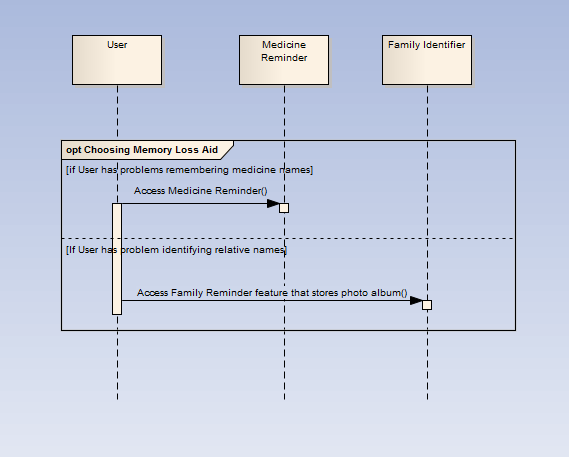 User
Medicine
Reminder
Family Identifier
opt Choosing Memory Loss Aid
[if User has problems remembering medicine names]
Access Medicine Reminder()
[If User has problem identifying relative names]
Access Family Reminder feature that stores photo album()